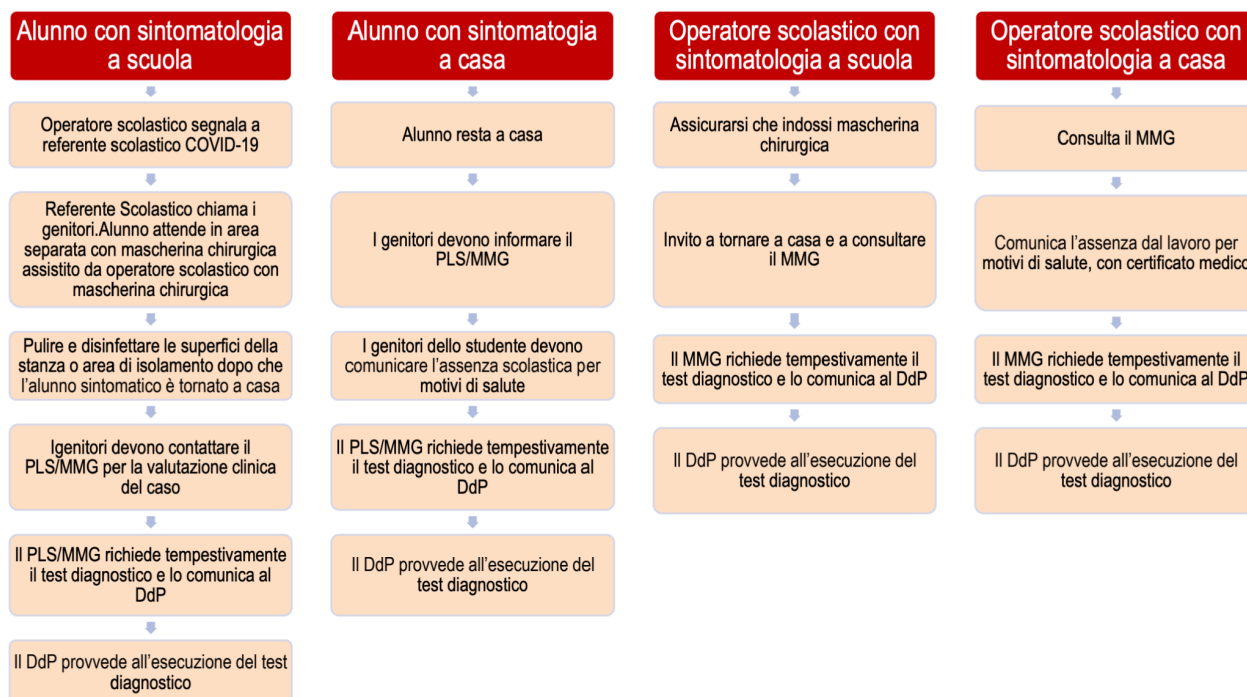 Alunno con sintomatologia
a scuola
Operatore scolastico segnala a
referente scolastico COVID-19
Referente Scolastico chiama i
genitori.Alunno attende in area
separata con mascherina chirurgica
assistito da operatore scolastico con
mascherina chirurgica
Pulire e disinfettare le superfici della
stanza o area di isolamento dopo che
l'alunno sintomatico è tornato a casa
Igenitori devono contattare il
PLS/MMG per la valutazione clinica
del caso
Il PLS/MMG richiede tempestivamente
il test diagnostico e lo comunica al
DdP
Il DdP provvede all'esecuzione del test
diagnostico
Alunno con sintomatogia
a casa
Alunno resta a casa
I genitori devono informare il
PLS/MMG
I genitori dello studente devono
comunicare l'assenza scolastica per
motivi di salute
Il PLS/MMG richiede tempestivamente
il test diagnostico e lo comunica al
DdP
Il DdP provvede all'esecuzione del
test diagnostico
Operatore scolastico con
sintomatologia a scuola
Assicurarsi che indossi mascherina
chirurgica
Invito a tornare a casa e a consultare
il MMG
Il MMG richiede tempestivamente il
test diagnostico e lo comunica al DdP
Il DdP provvede all'esecuzione del
test diagnostico
Operatore scolastico con
sintomatologia a casa
Consulta il MMG
Comunica l'assenza dal lavoro per
motivi di salute, con certificato medico
Il MMG richiede tempestivamente il
test diagnostico e lo comunica al DdP
Il DdP provvede all'esecuzione del
test diagnostico